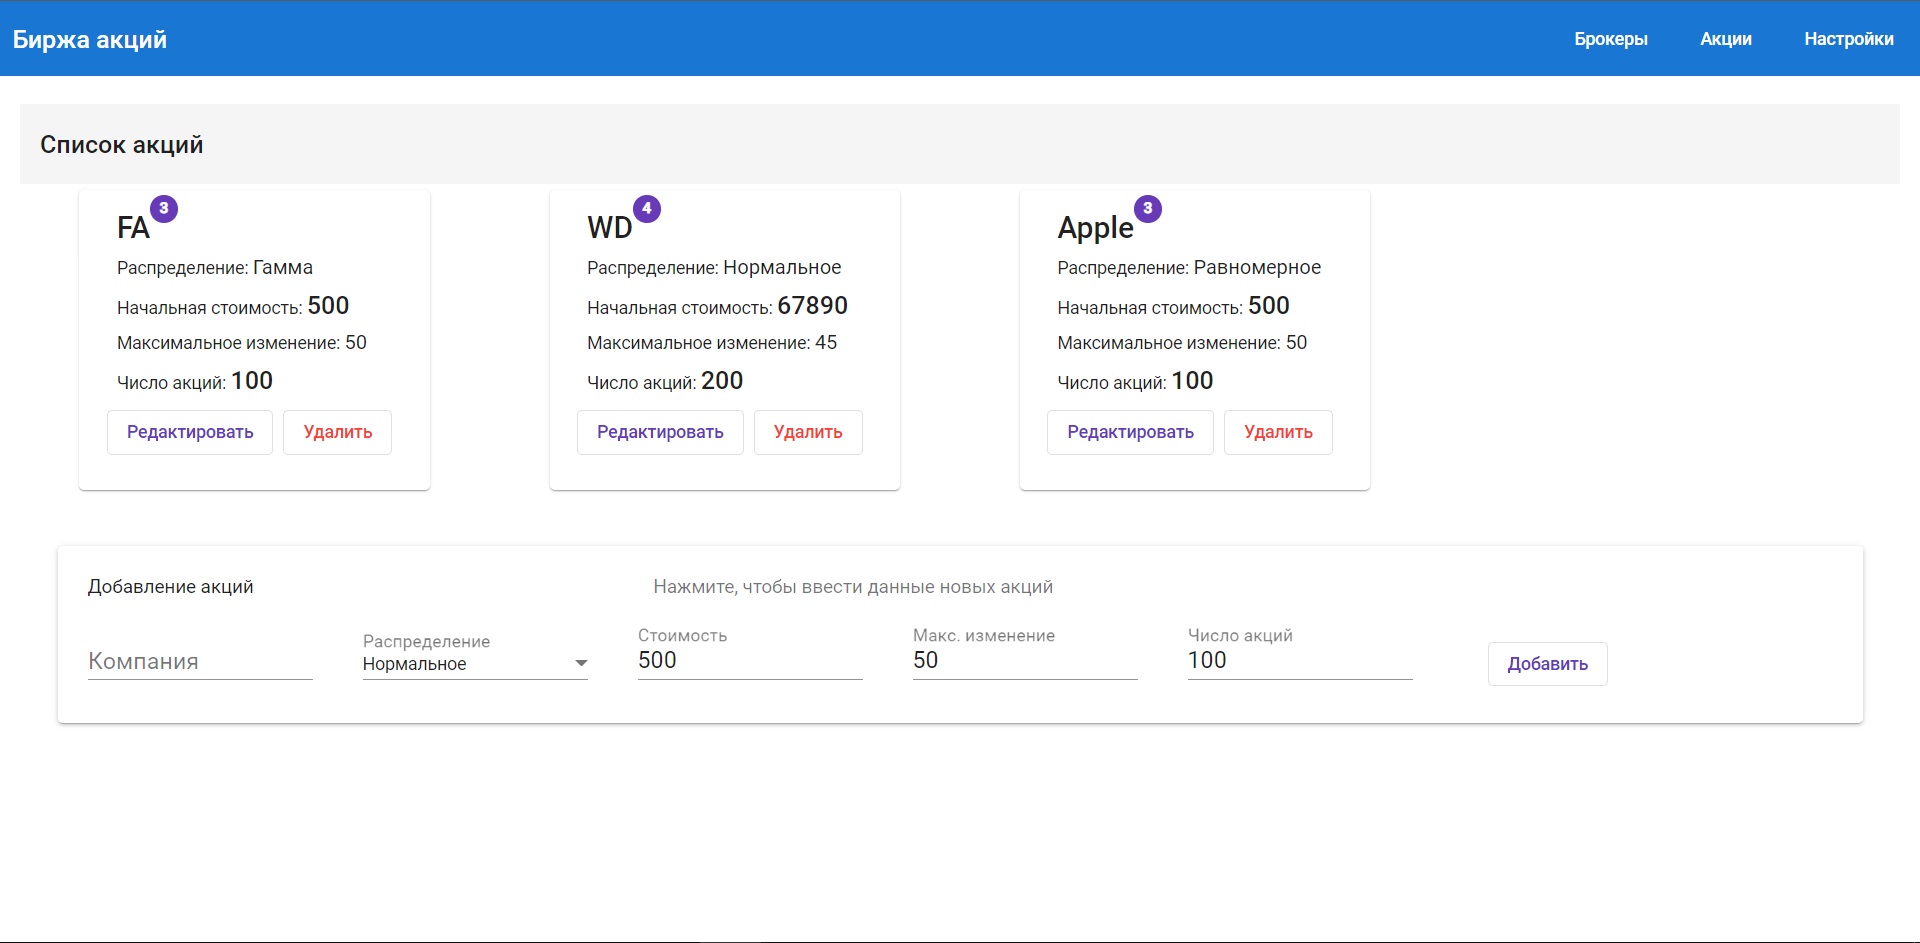 Биржа акций
Брокеры Акции Настройки
Список акций
FA 3
Распределение: Гамма
Начальная стоимость: 500
Максимальное изменение: 50
Число акций: 100
Редактировать Удалить
WD 4
Распределение: Нормальное
Начальная стоимость: 67890
Максимальное изменение: 45
Число акций: 200
Редактировать Удалить
Apple 3
Распределение: Равномерное
Начальная стоимость: 500
Максимальное изменение: 50
Число акций: 100
Редактировать Удалить
Добавление акций Нажмите, чтобы ввести данные новых акций
Компания
Распределение
Нормальное
Стоимость
500
Макс. изменение
50
Число акций
100
Добавить